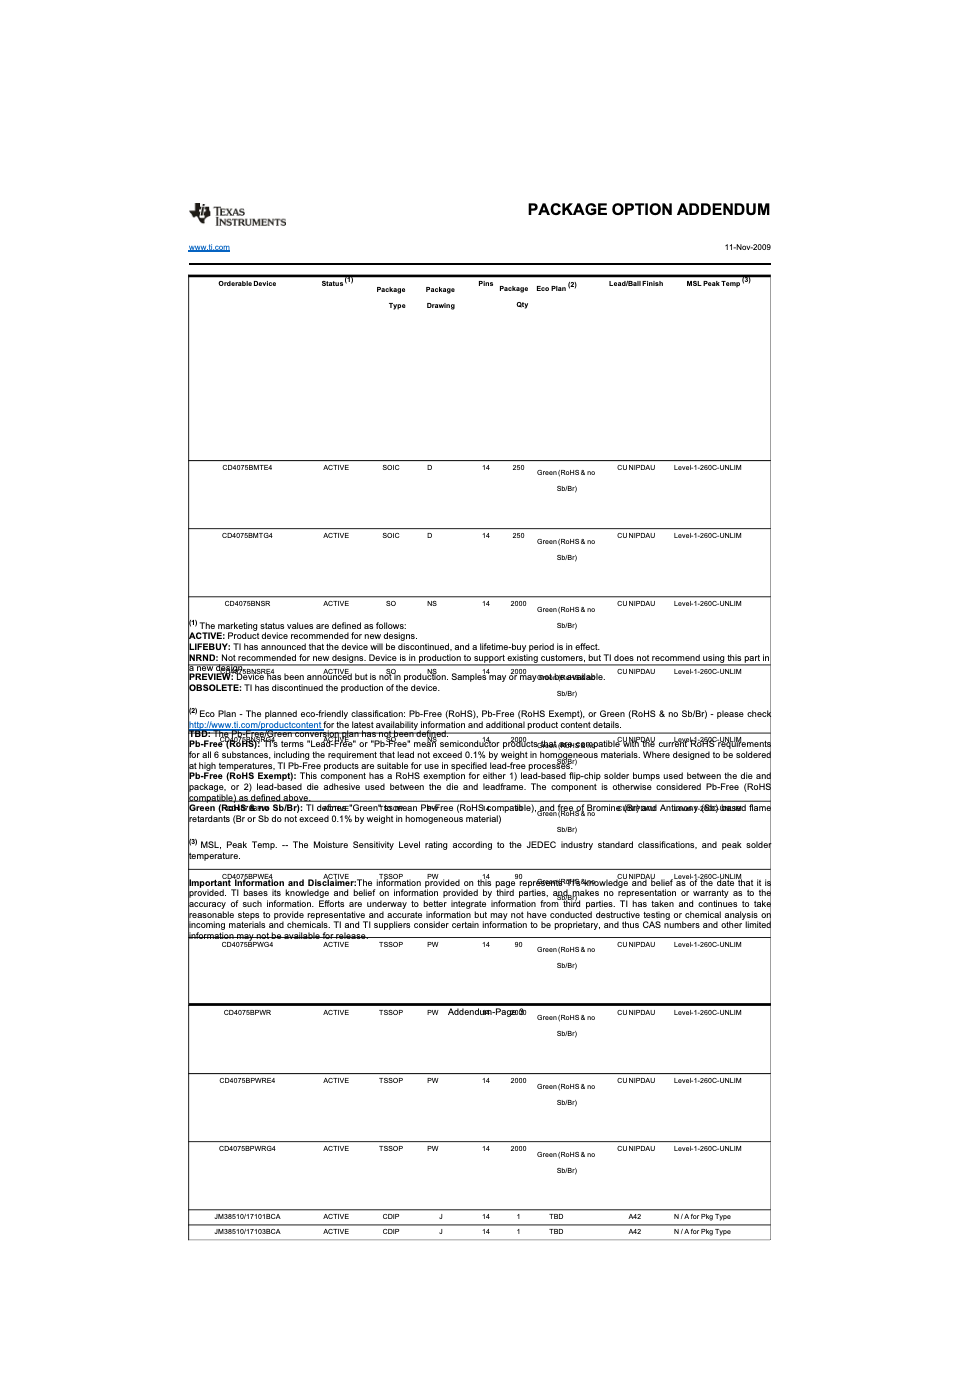 TEXAS
INSTRUMENTS
PACKAGE OPTION ADDENDUM
www.ti.com
11-Nov-2009
Orderable Device Status (1) Package Type Package Drawing Pins Package Qty Eco Plan (2) Lead/Ball Finish MSL Peak Temp (3)
CD4075BMTE4 ACTIVE SOIC D 14 250 Green (RoHS & no Sb/Br) CU NIPDAU Level-1-260C-UNLIM
CD4075BMTG4 ACTIVE SOIC D 14 250 Green (RoHS & no Sb/Br) CU NIPDAU Level-1-260C-UNLIM
CD4075BNSR ACTIVE SO NS 14 2000 Green (RoHS & no Sb/Br) CU NIPDAU Level-1-260C-UNLIM
(1) The marketing status values are defined as follows:
ACTIVE: Product device recommended for new designs.
LIFEBUY: TI has announced that the device will be discontinued, and a lifetime-buy period is in effect.
NRND: Not recommended for new designs. Device is in production to support existing customers, but TI does not recommend using this part in
a new design.
CD4075BNSRE4 ACTIVE SO NS 14 2000 Sb/Br) CU NIPDAU Level-1-260C-UNLIM
PREVIEW: Device has been announced but is not in production. Samples may or may not be available.
OBSOLETE: TI has discontinued the production of the device.
(2) Eco Plan - The planned eco-friendly classification: Pb-Free (RoHS), Pb-Free (RoHS Exempt), or Green (RoHS & no Sb/Br) - please check
http://www.ti.com/productcontent for the latest availability information and additional product content details.
TBD: The Pb-Free/Green conversion plan has not been defined.
CD4075BNSRG4 ACTIVE SO NS 14 2000 Green (RoHS & no Sb/Br) CU NIPDAU Level-1-260C-UNLIM
Pb-Free (RoHS): TI's terms "Lead-Free" or "Pb-Free" mean semiconductor products that are compatible with the current RoHS requirements
for all 6 substances, including the requirement that lead not exceed 0.1% by weight in homogeneous materials. Where designed to be soldered
at high temperatures, TI Pb-Free products are suitable for use in specified lead-free processes.
Pb-Free (RoHS Exempt): This component has a RoHS exemption for either 1) lead-based flip-chip solder bumps used between the die and
package, or 2) lead-based die adhesive used between the die and leadframe. The component is otherwise considered Pb-Free (RoHS
compatible) as defined above.
Green (RoHS & no Sb/Br): TI defines "Green" to mean Pb-Free (RoHS compatible), and free of Bromine (Br) and Antimony (Sb) based flame
retardants (Br or Sb do not exceed 0.1% by weight in homogeneous material)
Green (RoHS & no Sb/Br)
(3) MSL, Peak Temp. -- The Moisture Sensitivity Level rating according to the JEDEC industry standard classifications, and peak solder
temperature.
CD4075BPWE4 ACTIVE TSSOP PW 14 90 Green (RoHS & no Sb/Br) CU NIPDAU Level-1-260C-UNLIM
Important Information and Disclaimer:The information provided on this page represents TI's knowledge and belief as of the date that it is
provided. TI bases its knowledge and belief on information provided by third parties, and makes no representation or warranty as to the
accuracy of such information. Efforts are underway to better integrate information from third parties. TI has taken and continues to take
reasonable steps to provide representative and accurate information but may not have conducted destructive testing or chemical analysis on
incoming materials and chemicals. TI and TI suppliers consider certain information to be proprietary, and thus CAS numbers and other limited
information may not be available for release.
CD4075BPWG4 ACTIVE TSSOP PW 14 90 Green (RoHS & no Sb/Br) CU NIPDAU Level-1-260C-UNLIM
CD4075BPWR ACTIVE TSSOP PW 14 2000 Green (RoHS & no Sb/Br) CU NIPDAU Level-1-260C-UNLIM
Addendum-Page 3
CD4075BPWRE4 ACTIVE TSSOP PW 14 2000 Green (RoHS & no Sb/Br) CU NIPDAU Level-1-260C-UNLIM
CD4075BPWRG4 ACTIVE TSSOP PW 14 2000 Green (RoHS & no Sb/Br) CU NIPDAU Level-1-260C-UNLIM
JM38510/17101BCA ACTIVE CDIP J 14 1 TBD A42 N / A for Pkg Type
JM38510/17103BCA ACTIVE CDIP J 14 1 TBD A42 N / A for Pkg Type